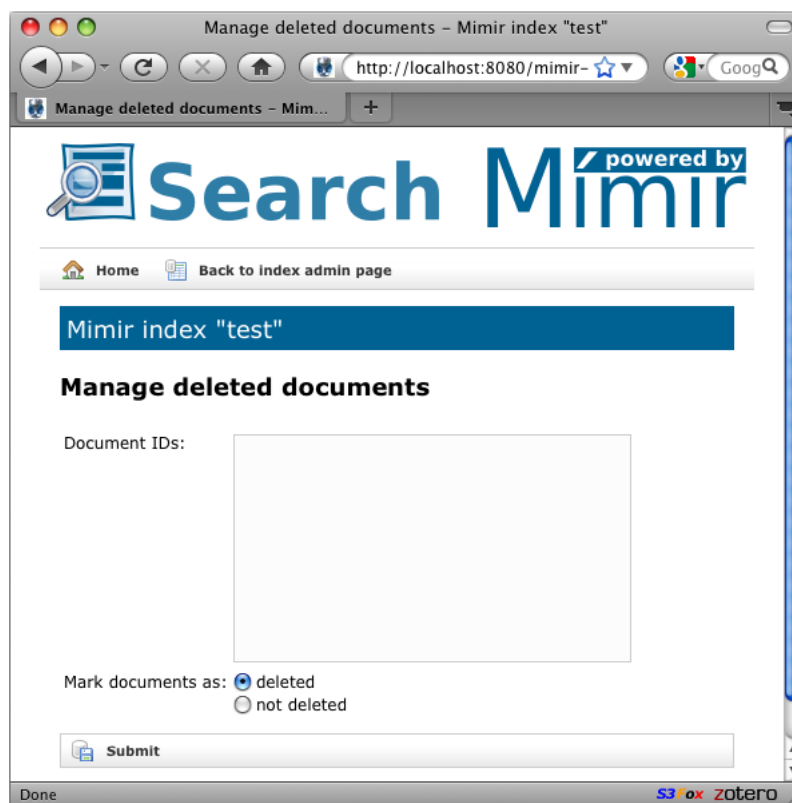 Manage deleted documents – Mimir index "test"
http://localhost:8080/mimir-
Goog
Manage deleted documents – Mim...
Search
powered by
Mimir
Home
Back to index admin page
Mimir index "test"
Manage deleted documents
Document IDs:
Mark documents as:
deleted
not deleted
Submit
Done
S3Fox
zotero